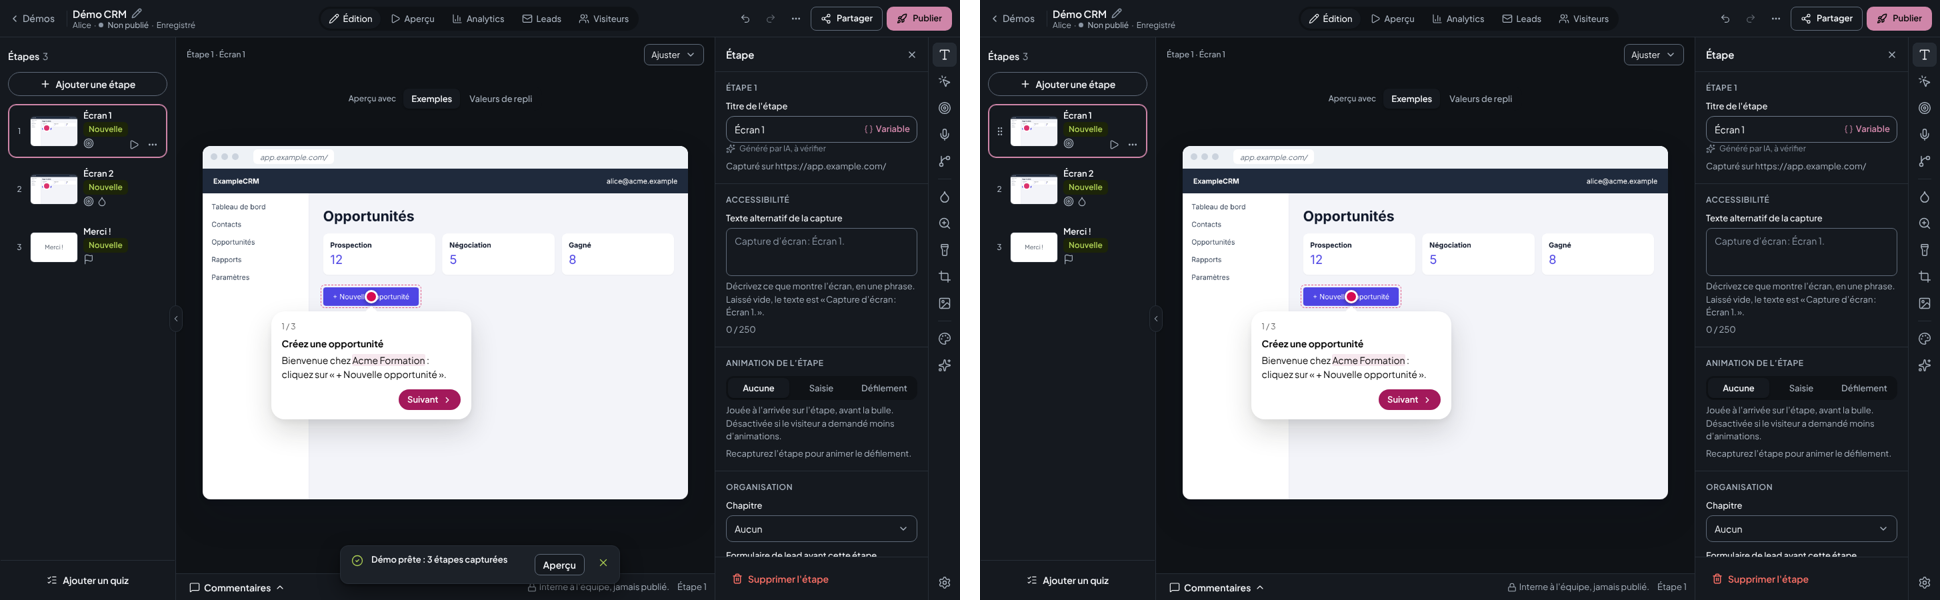 Démos
Démo CRM
Alice · Non publié · Enregistré
Édition
Aperçu
Analytics
Leads
Visiteurs
Partager
Publier
Étapes 3
Ajouter une étape
1
Écran 1
Nouvelle
2
Écran 2
Nouvelle
3
Merci !
Merci !
Nouvelle
Ajouter un quiz
Étape 1 · Écran 1
Ajuster
Aperçu avec
Exemples
Valeurs de repli
app.example.com/
ExampleCRM
alice@acme.example
Tableau de bord
Contacts
Opportunités
Rapports
Paramètres
Opportunités
Prospection
12
Négociation
5
Gagné
8
1 / 3
Créez une opportunité
Bienvenue chez Acme Formation :
cliquez sur « + Nouvelle opportunité ».
Suivant
Démo prête : 3 étapes capturées
Aperçu
Commentaires
Interne à l'équipe, jamais publié.
Étape 1
Étape
ÉTAPE 1
Titre de l'étape
Écran 1
Variable
Généré par IA, à vérifier
Capturé sur https://app.example.com/
ACCESSIBILITÉ
Texte alternatif de la capture
Capture d'écran : Écran 1.
Décrivez ce que montre l'écran, en une phrase.
Laissé vide, le texte est « Capture d'écran :
Écran 1. ».
0 / 250
ANIMATION DE L'ÉTAPE
Aucune
Saisie
Défilement
Jouée à l'arrivée sur l'étape, avant la bulle.
Désactivée si le visiteur a demandé moins
d'animations.
Recapturez l'étape pour animer le défilement.
ORGANISATION
Chapitre
Aucun
Formulaire de lead avant cette étape
Supprimer l'étape
Démos
Démo CRM
Alice · Non publié · Enregistré
Édition
Aperçu
Analytics
Leads
Visiteurs
Partager
Publier
Étapes 3
Ajouter une étape
Écran 1
Nouvelle
2
Écran 2
Nouvelle
3
Merci !
Merci !
Nouvelle
Ajouter un quiz
Étape 1 · Écran 1
Ajuster
Aperçu avec
Exemples
Valeurs de repli
app.example.com/
ExampleCRM
alice@acme.example
Tableau de bord
Contacts
Opportunités
Rapports
Paramètres
Opportunités
Prospection
12
Négociation
5
Gagné
8
1 / 3
Créez une opportunité
Bienvenue chez Acme Formation :
cliquez sur « + Nouvelle opportunité ».
Suivant
Commentaires
Interne à l'équipe, jamais publié.
Étape 1
Étape
ÉTAPE 1
Titre de l'étape
Écran 1
Variable
Généré par IA, à vérifier
Capturé sur https://app.example.com/
ACCESSIBILITÉ
Texte alternatif de la capture
Capture d'écran : Écran 1.
Décrivez ce que montre l'écran, en une phrase.
Laissé vide, le texte est « Capture d'écran :
Écran 1. ».
0 / 250
ANIMATION DE L'ÉTAPE
Aucune
Saisie
Défilement
Jouée à l'arrivée sur l'étape, avant la bulle.
Désactivée si le visiteur a demandé moins
d'animations.
Recapturez l'étape pour animer le défilement.
ORGANISATION
Chapitre
Aucun
Formulaire de lead avant cette étape
Supprimer l'étape